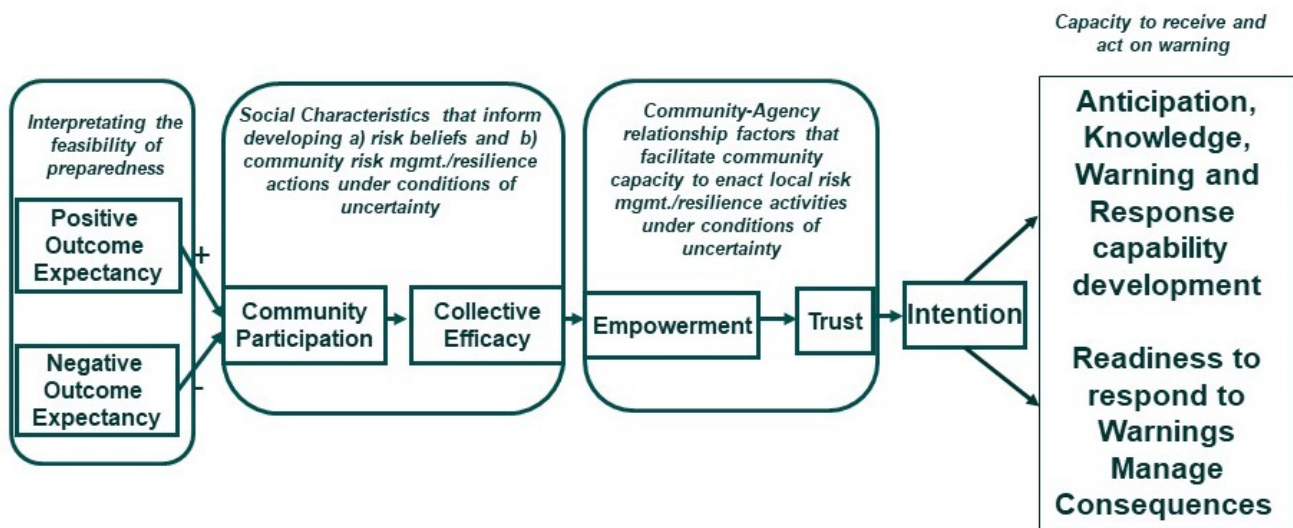 Interpretating the
feasibility of
preparedness
Positive
Outcome
Expectancy
+
Negative
Outcome
Expectancy
-
Social Characteristics that inform
developing a) risk beliefs and b)
community risk mgmt./resilience
actions under conditions of
uncertainty
Community
Participation
Collective
Efficacy
Community-Agency
relationship factors that
facilitate community
capacity to enact local risk
mgmt./resilience activities
under conditions of
uncertainty
Empowerment
Trust
Intention
Capacity to receive and
act on warning
Anticipation,
Knowledge,
Warning and
Response
capability
development
Readiness to
respond to
Warnings
Manage
Consequences